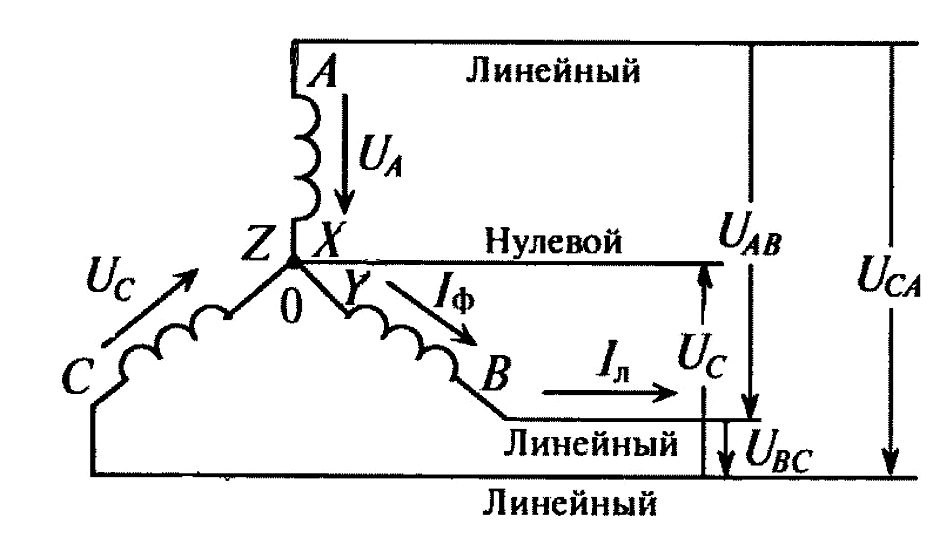 Линейный
A
U_A
Z X
Нулевой
U_AB
U_C
0
Y
I_ф
U_CA
C
B
I_л
U_C
Линейный
U_BC
Линейный